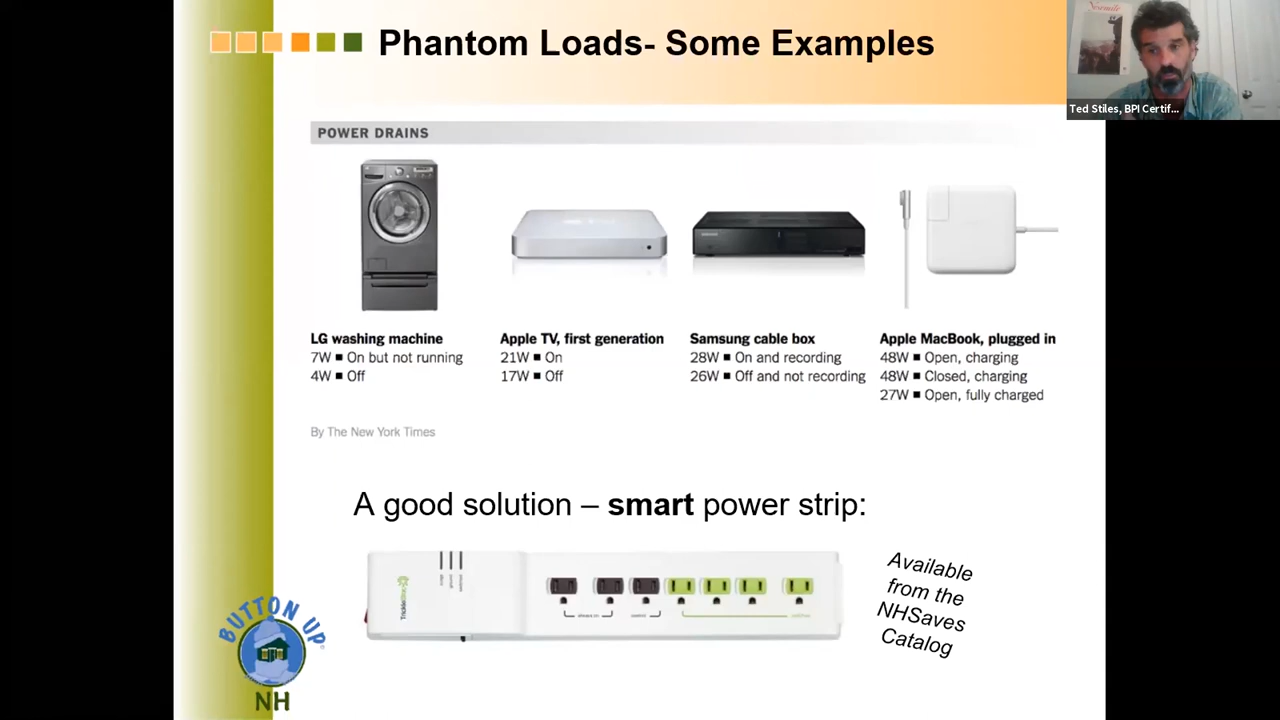 Phantom Loads- Some Examples
Ted Stiles, BPI Certif...
POWER DRAINS
LG washing machine
7W ■ On but not running
4W ■ Off
Apple TV, first generation
21W ■ On
17W ■ Off
Samsung cable box
28W ■ On and recording
26W ■ Off and not recording
Apple MacBook, plugged in
48W ■ Open, charging
48W ■ Closed, charging
27W ■ Open, fully charged
By The New York Times
A good solution – smart power strip:
Available
from the
NHSaves
Catalog
BUTTON UP
NH